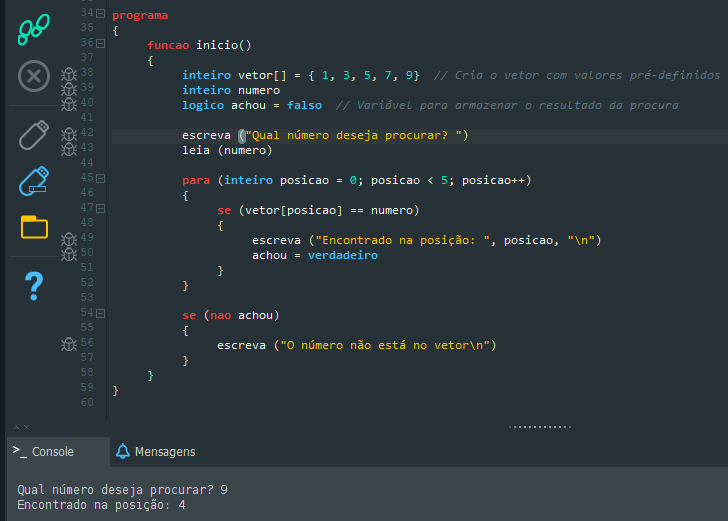 34 programa
35 {
36 funcao inicio()
37 {
38 inteiro vetor[] = { 1, 3, 5, 7, 9} // Cria o vetor com valores pré-definidos
39 inteiro numero
40 logico achou = falso // Variável para armazenar o resultado da procura
41
42 escreva ("Qual número deseja procurar? ")
43 leia (numero)
44
45 para (inteiro posicao = 0; posicao < 5; posicao++)
46 {
47 se (vetor[posicao] == numero)
48 {
49 escreva ("Encontrado na posição: ", posicao, "\n")
50 achou = verdadeiro
51 }
52 }
53
54 se (nao achou)
55 {
56 escreva ("O número não está no vetor\n")
57 }
58 }
59 }
60
>_ Console Mensagens
Qual número deseja procurar? 9
Encontrado na posição: 4